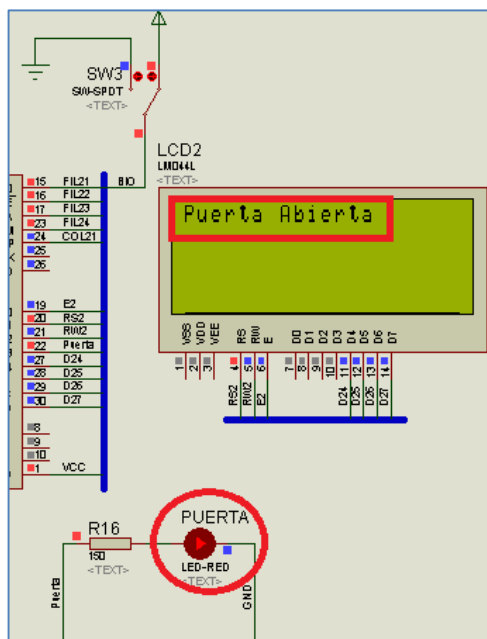 SW3
SW-SPDT
<TEXT>
LCD2
LM044L
<TEXT>
Puerta Abierta
15 FIL21 BIO
16 FIL22
17 FIL23
23 FIL24
24 COL21
25
26
19 E2
20 RS2
21 RW2
22 Puerta
27 D24
28 D25
29 D26
30 D27
8
9
10
1 VCC
VSS VDD VEE RS RW E D0 D1 D2 D3 D4 D5 D6 D7
1 2 3 4 5 6 7 8 9 10 11 12 13 14
RS2 RW2 E2 D24 D25 D26 D27
R16
150
<TEXT>
PUERTA
LED-RED
<TEXT>
Puerta
GND